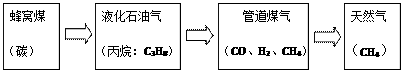 蜂窝煤
（碳）
液化石油气
（丙烷：C₃H₈）
管道煤气
（CO、H₂、CH₄）
天然气
（CH₄）